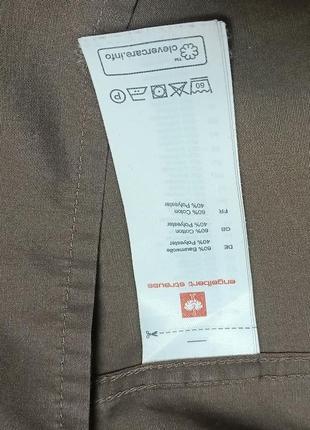 engelbert strauss
DE 60% Baumwolle
40% Polyester
GB 60% Cotton
40% Polyester
FR 60% Coton
40% Polyester
60 P
clevercare.info
TM